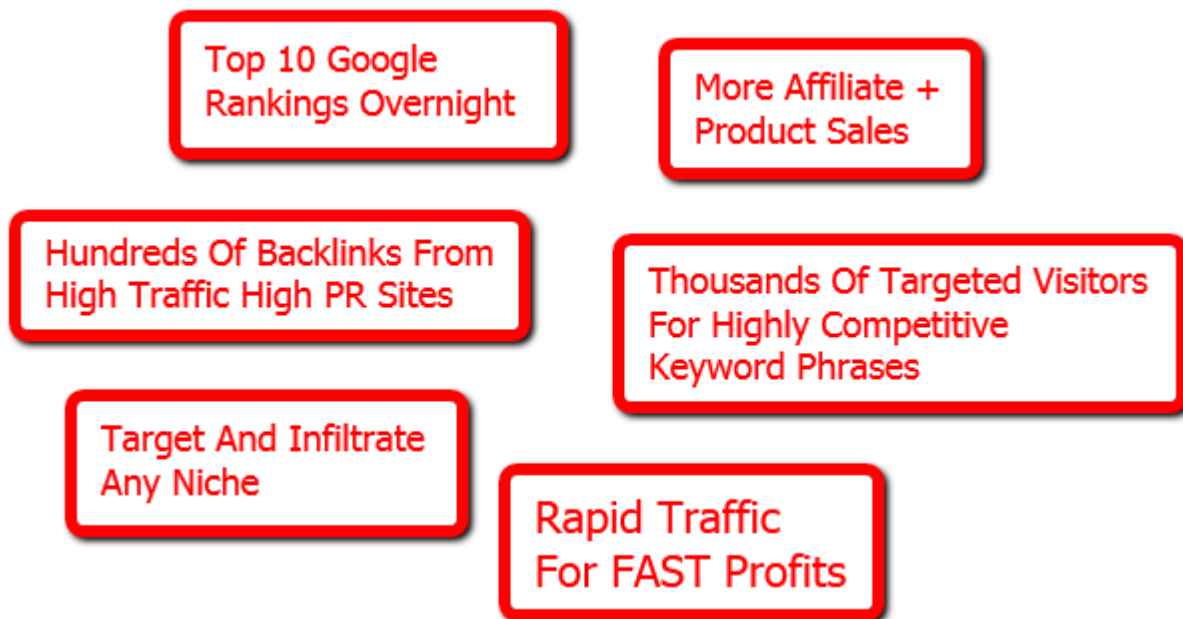 Top 10 Google
Rankings Overnight
More Affiliate +
Product Sales
Hundreds Of Backlinks From
High Traffic High PR Sites
Thousands Of Targeted Visitors
For Highly Competitive
Keyword Phrases
Target And Infiltrate
Any Niche
Rapid Traffic
For FAST Profits